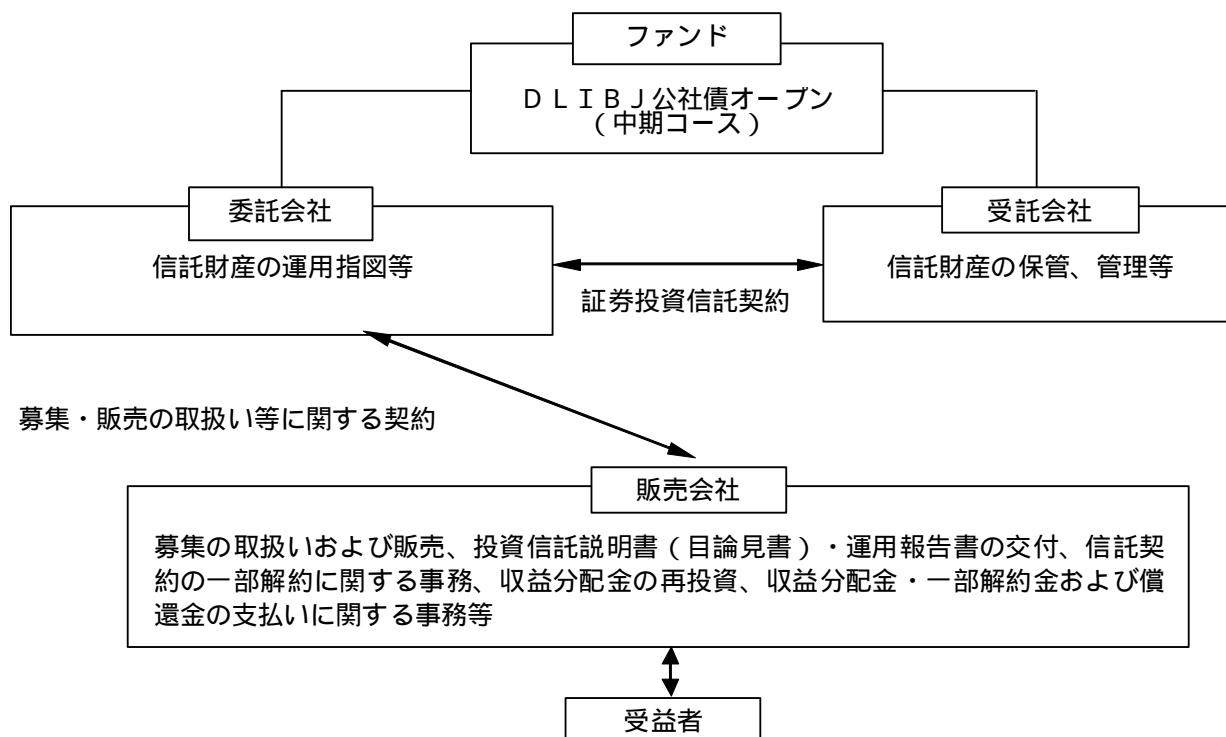 ファンド
ＤＬＩＢＪ公社債オープン
（中期コース）
委託会社
受託会社
信託財産の運用指図等
信託財産の保管、管理等
証券投資信託契約
募集・販売の取扱い等に関する契約
販売会社
募集の取扱いおよび販売、投資信託説明書（目論見書）・運用報告書の交付、信託契
約の一部解約に関する事務、収益分配金の再投資、収益分配金・一部解約金および償
還金の支払いに関する事務等
受益者